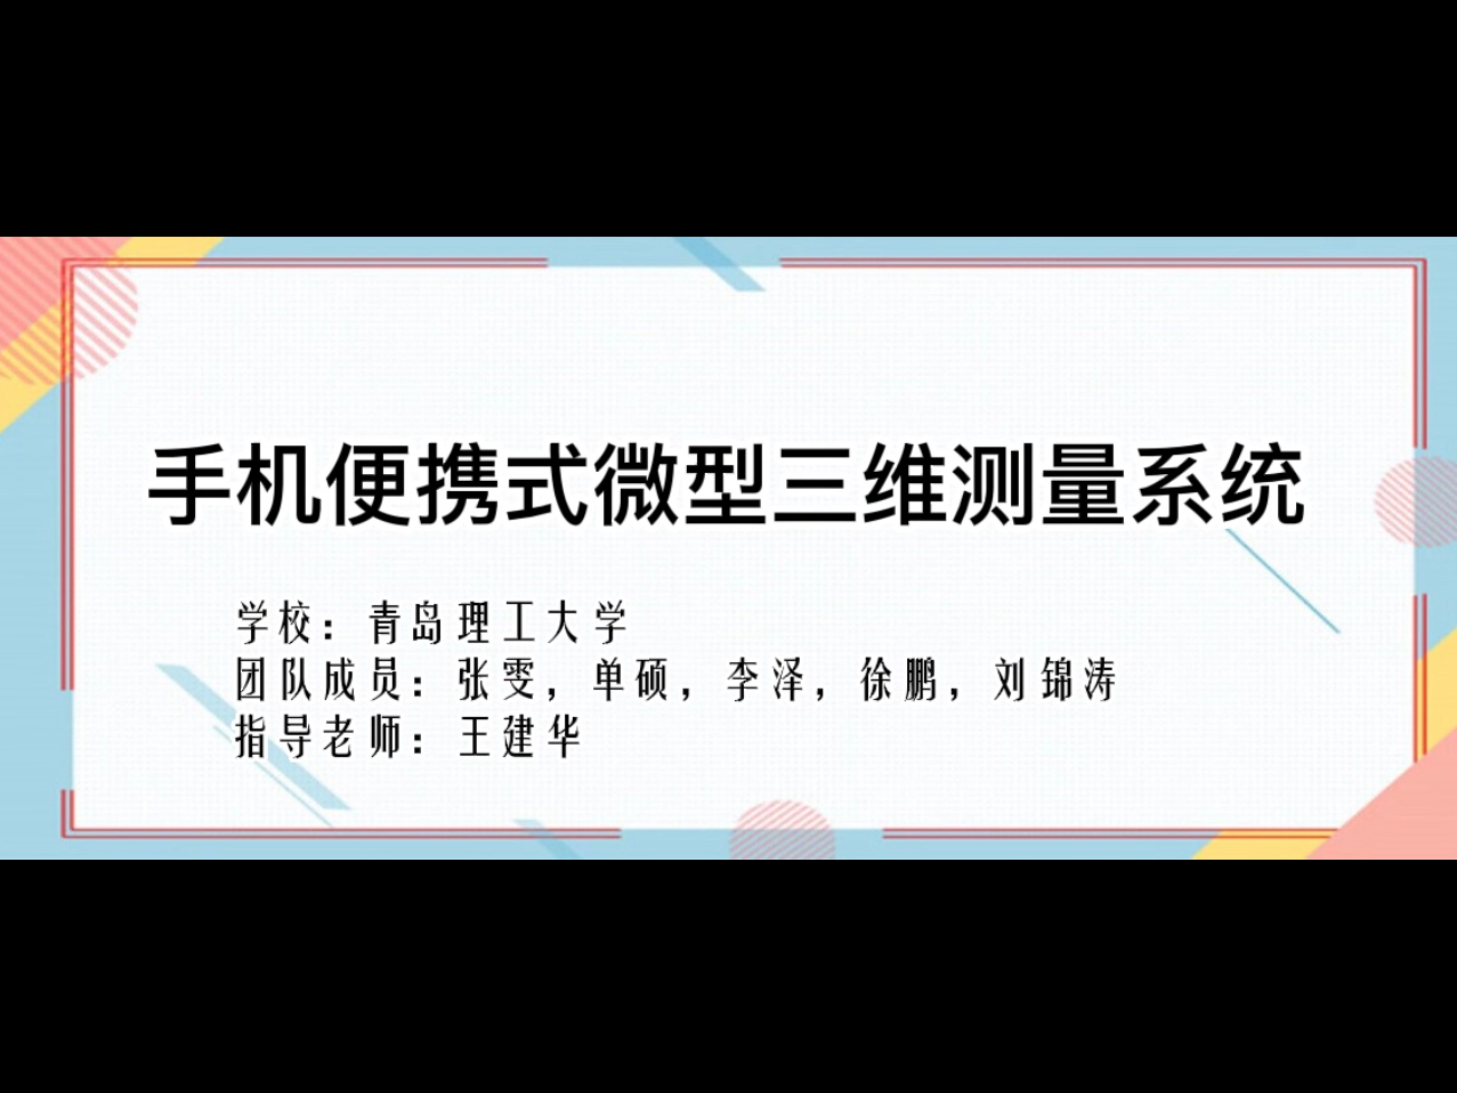 手机便携式微型三维测量系统
学校：青岛理工大学
团队成员：张雯，单硕，李泽，徐鹏，刘锦涛
指导老师：王建华